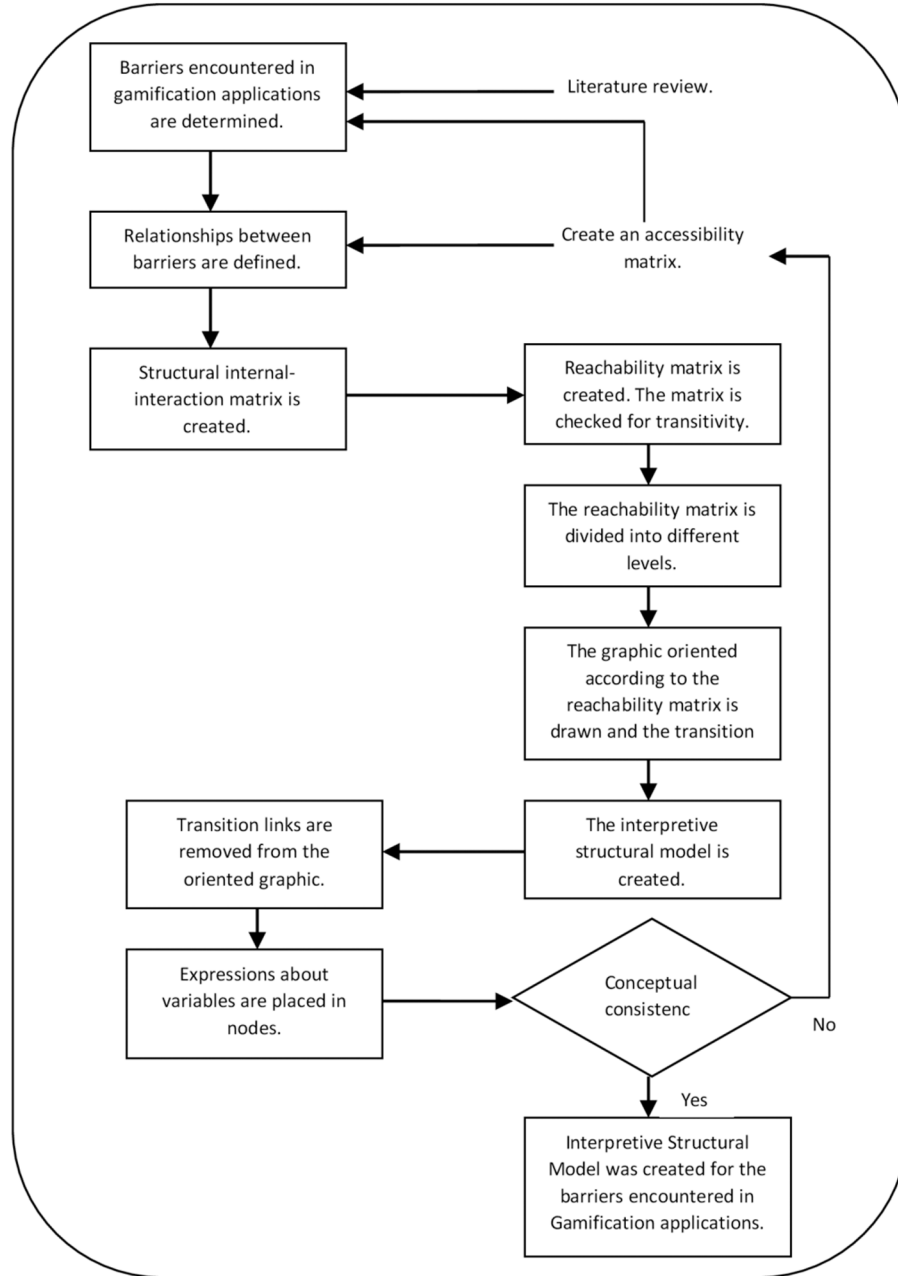 Barriers encountered in
gamification applications
are determined.
Literature review.
Relationships between
barriers are defined.
Create an accessibility
matrix.
Structural internal-
interaction matrix is
created.
Reachability matrix is
created. The matrix is
checked for transitivity.
The reachability matrix is
divided into different
levels.
The graphic oriented
according to the
reachability matrix is
drawn and the transition
The interpretive
structural model is
created.
Transition links are
removed from the
oriented graphic.
Expressions about
variables are placed in
nodes.
Conceptual
consistenc
No
Yes
Interpretive Structural
Model was created for the
barriers encountered in
Gamification applications.